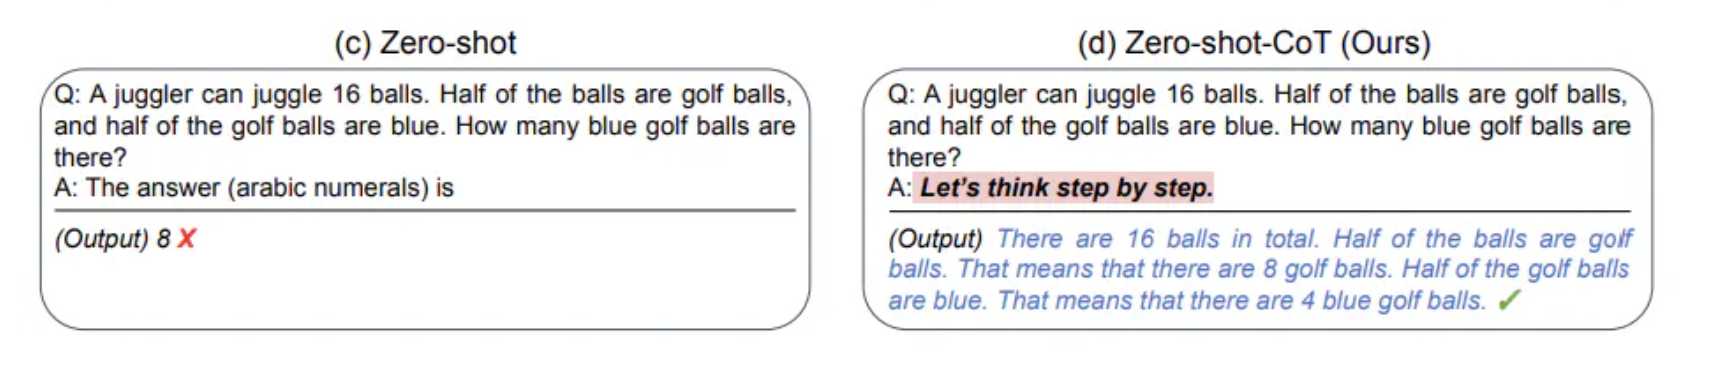 (c) Zero-shot
Q: A juggler can juggle 16 balls. Half of the balls are golf balls,
and half of the golf balls are blue. How many blue golf balls are
there?
A: The answer (arabic numerals) is
(Output) 8 X
(d) Zero-shot-CoT (Ours)
Q: A juggler can juggle 16 balls. Half of the balls are golf balls,
and half of the golf balls are blue. How many blue golf balls are
there?
A: Let's think step by step.
(Output) There are 16 balls in total. Half of the balls are golf
balls. That means that there are 8 golf balls. Half of the golf balls
are blue. That means that there are 4 blue golf balls. ✓